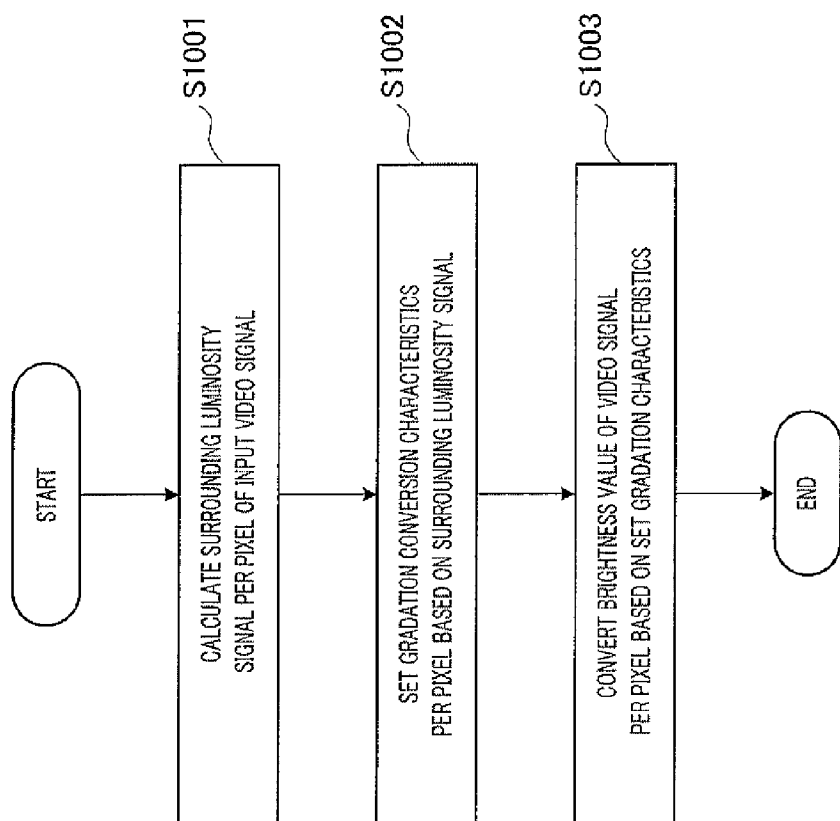 START
CALCULATE SURROUNDING LUMINOSITY
SIGNAL PER PIXEL OF INPUT VIDEO SIGNAL
S1001
SET GRADATION CONVERSION CHARACTERISTICS
PER PIXEL BASED ON SURROUNDING LUMINOSITY SIGNAL
S1002
CONVERT BRIGHTNESS VALUE OF VIDEO SIGNAL
PER PIXEL BASED ON SET GRADATION CHARACTERISTICS
S1003
END